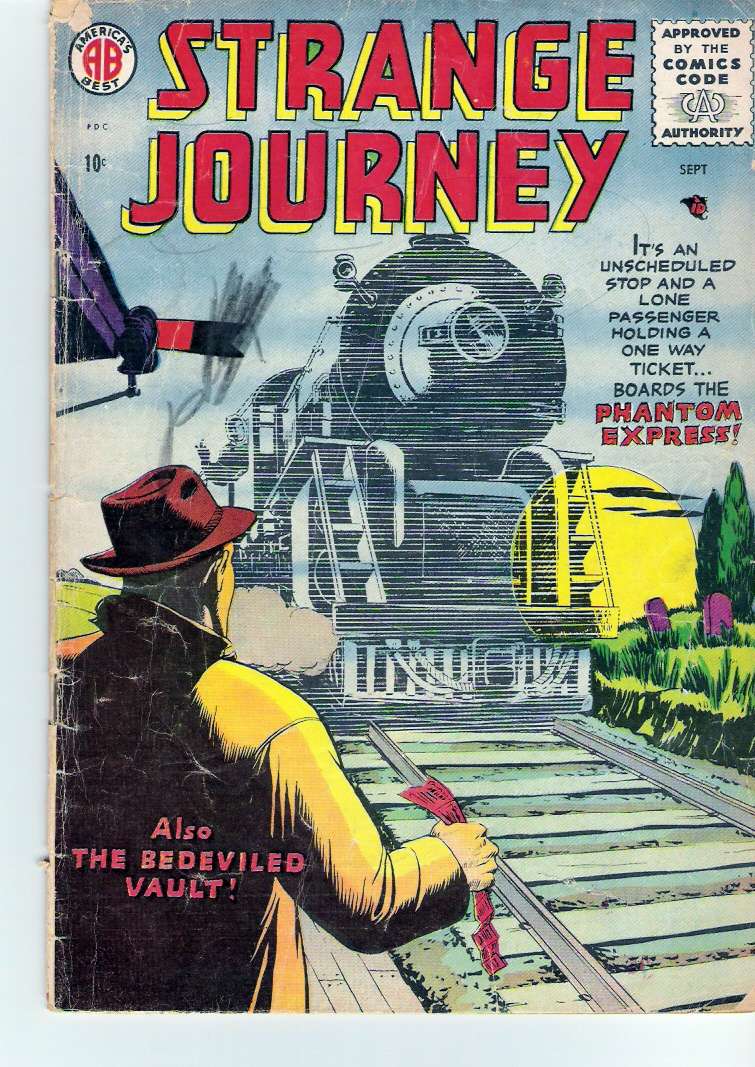 AMERICA'S
AB
BEST
PDC
10¢
STRANGE
JOURNEY
APPROVED
BY THE
COMICS
CODE
CA
AUTHORITY
SEPT
IT'S AN
UNSCHEDULED
STOP AND A
LONE
PASSENGER
HOLDING A
ONE WAY
TICKET...
BOARDS THE
PHANTOM
EXPRESS!
Also
THE BEDEVILED
VAULT!